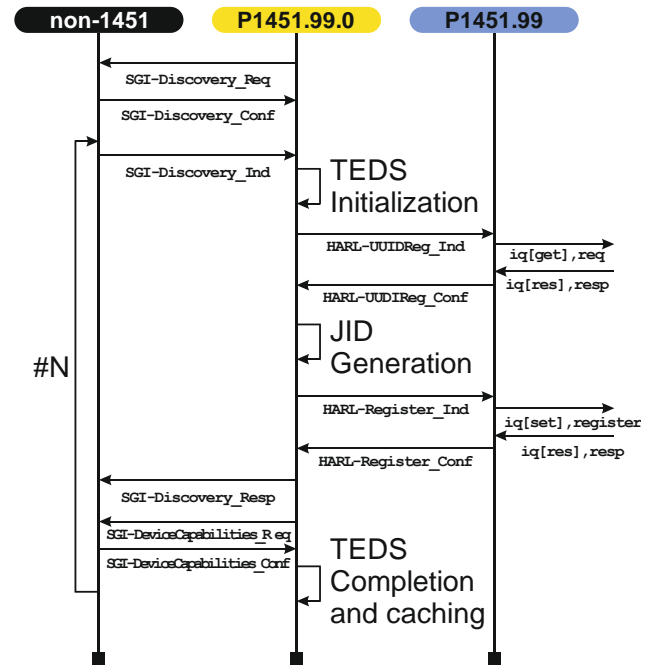 non-1451 P1451.99.0 P1451.99
SGI-Discovery_Req
SGI-Discovery_Conf
SGI-Discovery_Ind
TEDS
Initialization
HARL-UUIDReg_Ind
iq[get],req
HARL-UUDIReg_Conf
iq[res],resp
JID
Generation
#N
HARL-Register_Ind
iq[set],register
HARL-Register_Conf
iq[res],resp
SGI-Discovery_Resp
SGI-DeviceCapabilities_Req
SGI-DeviceCapabilities_Conf
TEDS
Completion
and caching